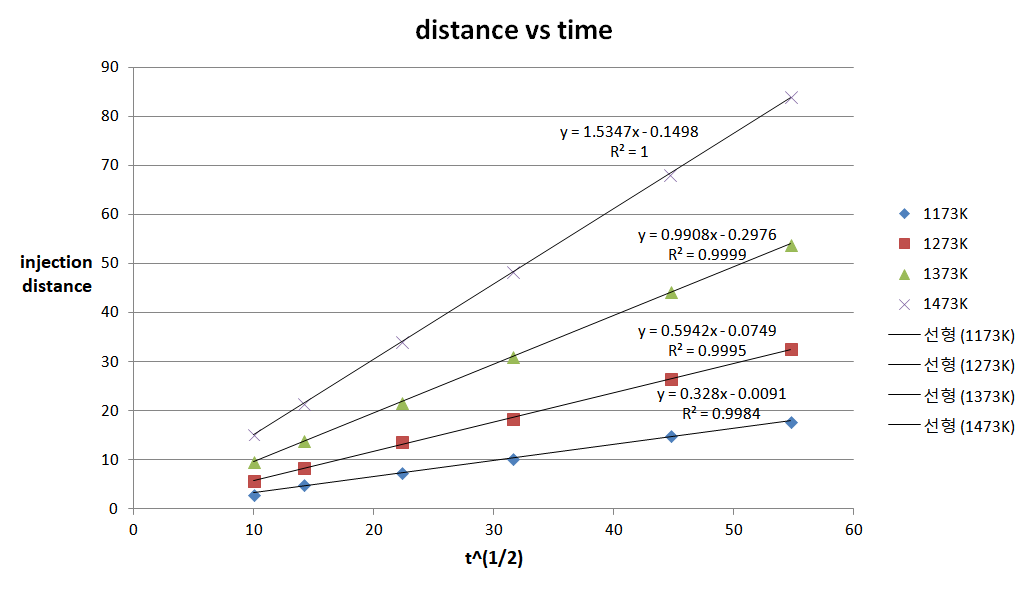 distance vs time
90
80
70
60
50
40
30
20
10
0
injection
distance
y = 1.5347x - 0.1498
R² = 1
y = 0.9908x - 0.2976
R² = 0.9999
y = 0.5942x - 0.0749
R² = 0.9995
y = 0.328x - 0.0091
R² = 0.9984
0 10 20 30 40 50 60
t^(1/2)
1173K
1273K
1373K
1473K
선형 (1173K)
선형 (1273K)
선형 (1373K)
선형 (1473K)